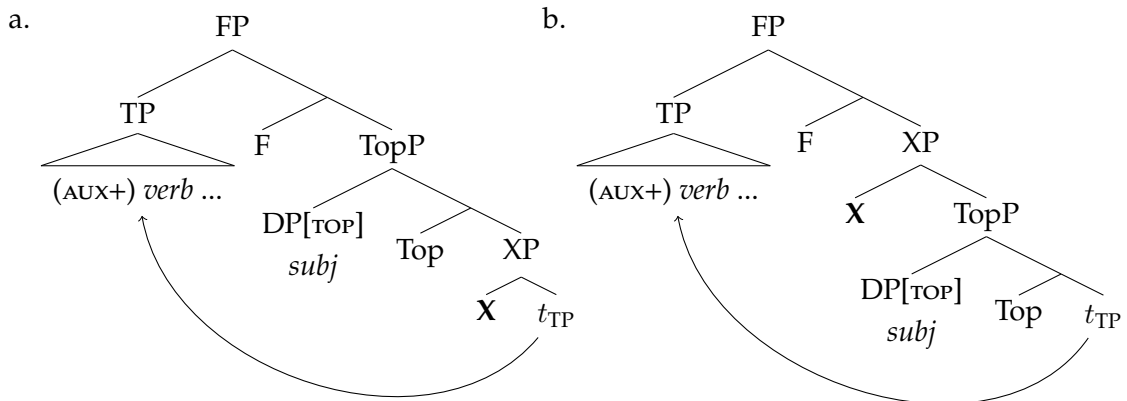 a. FP
TP
F TopP
(AUX+) verb ...
DP[TOP]
subj
Top XP
X tTP
b. FP
TP
F XP
(AUX+) verb ...
X TopP
DP[TOP]
subj
Top tTP